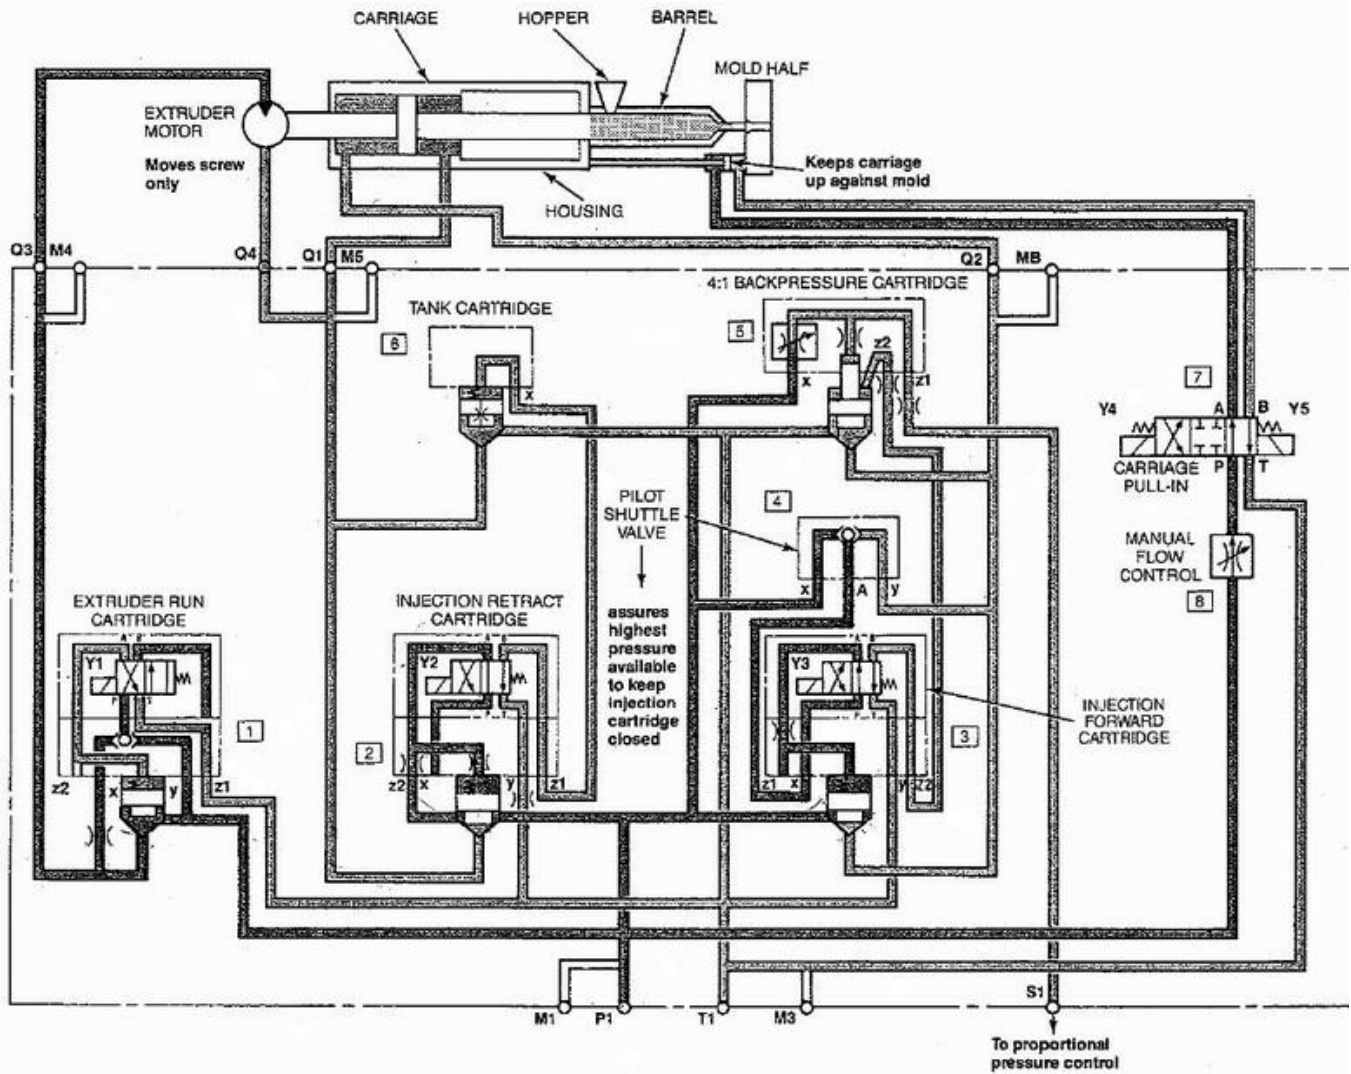 CARRIAGE
HOPPER
BARREL
MOLD HALF
EXTRUDER
MOTOR
Moves screw
only
Keeps carriage
up against mold
HOUSING
Q3
M4
Q4
Q1
M5
Q2
MB
4:1 BACKPRESSURE CARTRIDGE
TANK CARTRIDGE
6
5
z2
x
x
z1
7
A
B
Y4
Y5
P
T
CARRIAGE
PULL-IN
PILOT
SHUTTLE
VALVE
4
MANUAL
FLOW
CONTROL
8
x
A
y
assures
highest
pressure
available
to keep
injection
cartridge
closed
EXTRUDER RUN
CARTRIDGE
INJECTION RETRACT
CARTRIDGE
A B
A B
A B
Y1
Y2
Y3
P T
P T
P T
1
2
3
INJECTION
FORWARD
CARTRIDGE
z2
x
y
z1
z2
x
y
z1
z1
x
y
z2
M1
P1
T1
M3
S1
To proportional
pressure control